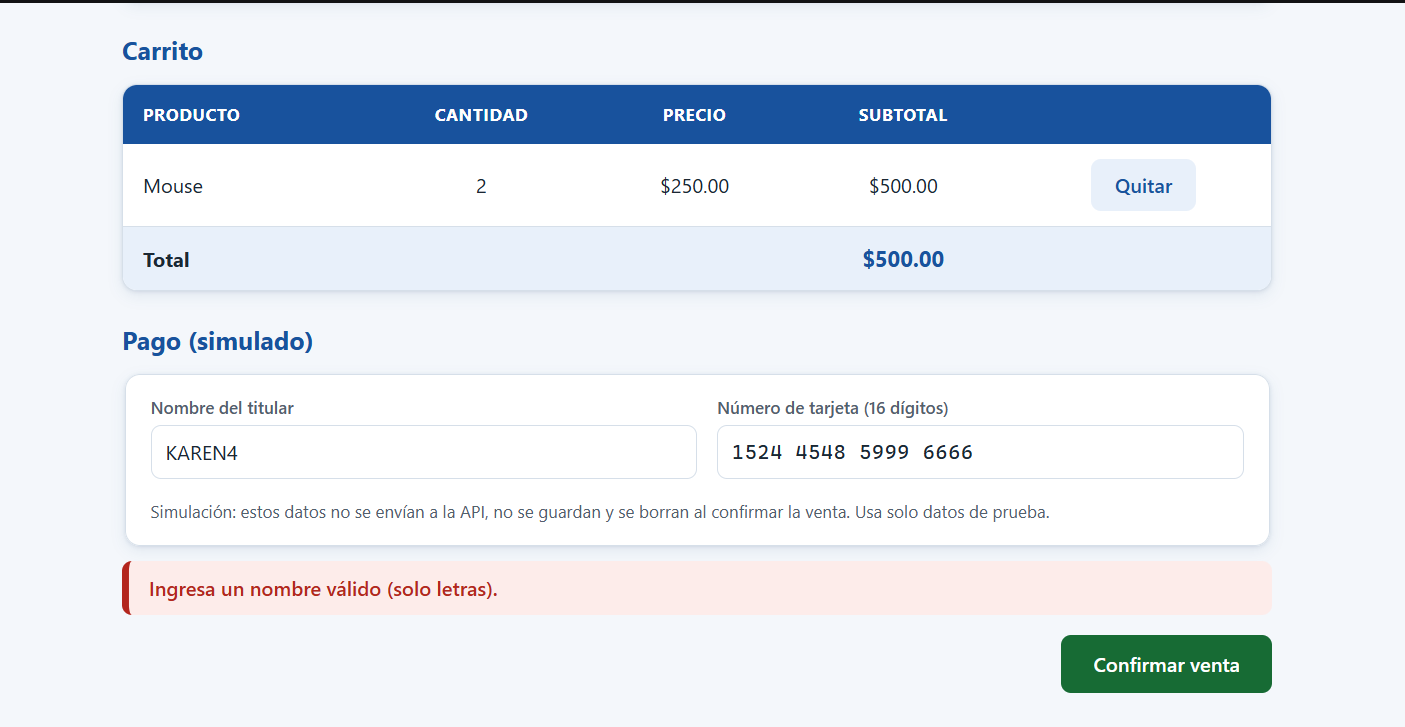 Carrito
PRODUCTO CANTIDAD PRECIO SUBTOTAL
Mouse 2 $250.00 $500.00 Quitar
Total $500.00
Pago (simulado)
Nombre del titular Número de tarjeta (16 dígitos)
KAREN4 1524 4548 5999 6666
Simulación: estos datos no se envían a la API, no se guardan y se borran al confirmar la venta. Usa solo datos de prueba.
Ingresa un nombre válido (solo letras).
Confirmar venta